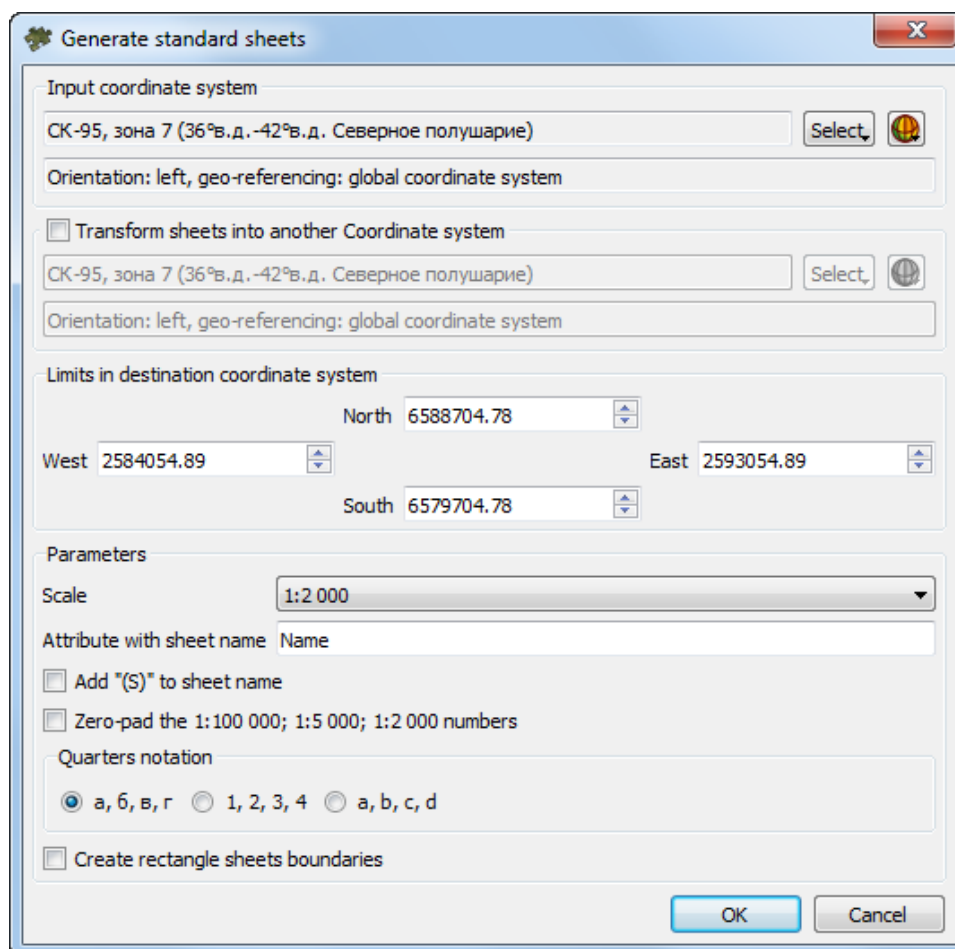 Generate standard sheets
Input coordinate system
СК-95, зона 7 (36°в.д.-42°в.д. Северное полушарие) Select
Orientation: left, geo-referencing: global coordinate system
Transform sheets into another Coordinate system
СК-95, зона 7 (36°в.д.-42°в.д. Северное полушарие) Select
Orientation: left, geo-referencing: global coordinate system
Limits in destination coordinate system
North 6588704.78
West 2584054.89 East 2593054.89
South 6579704.78
Parameters
Scale 1:2 000
Attribute with sheet name Name
Add "(S)" to sheet name
Zero-pad the 1:100 000; 1:5 000; 1:2 000 numbers
Quarters notation
а, б, в, г 1, 2, 3, 4 a, b, c, d
Create rectangle sheets boundaries
OK Cancel